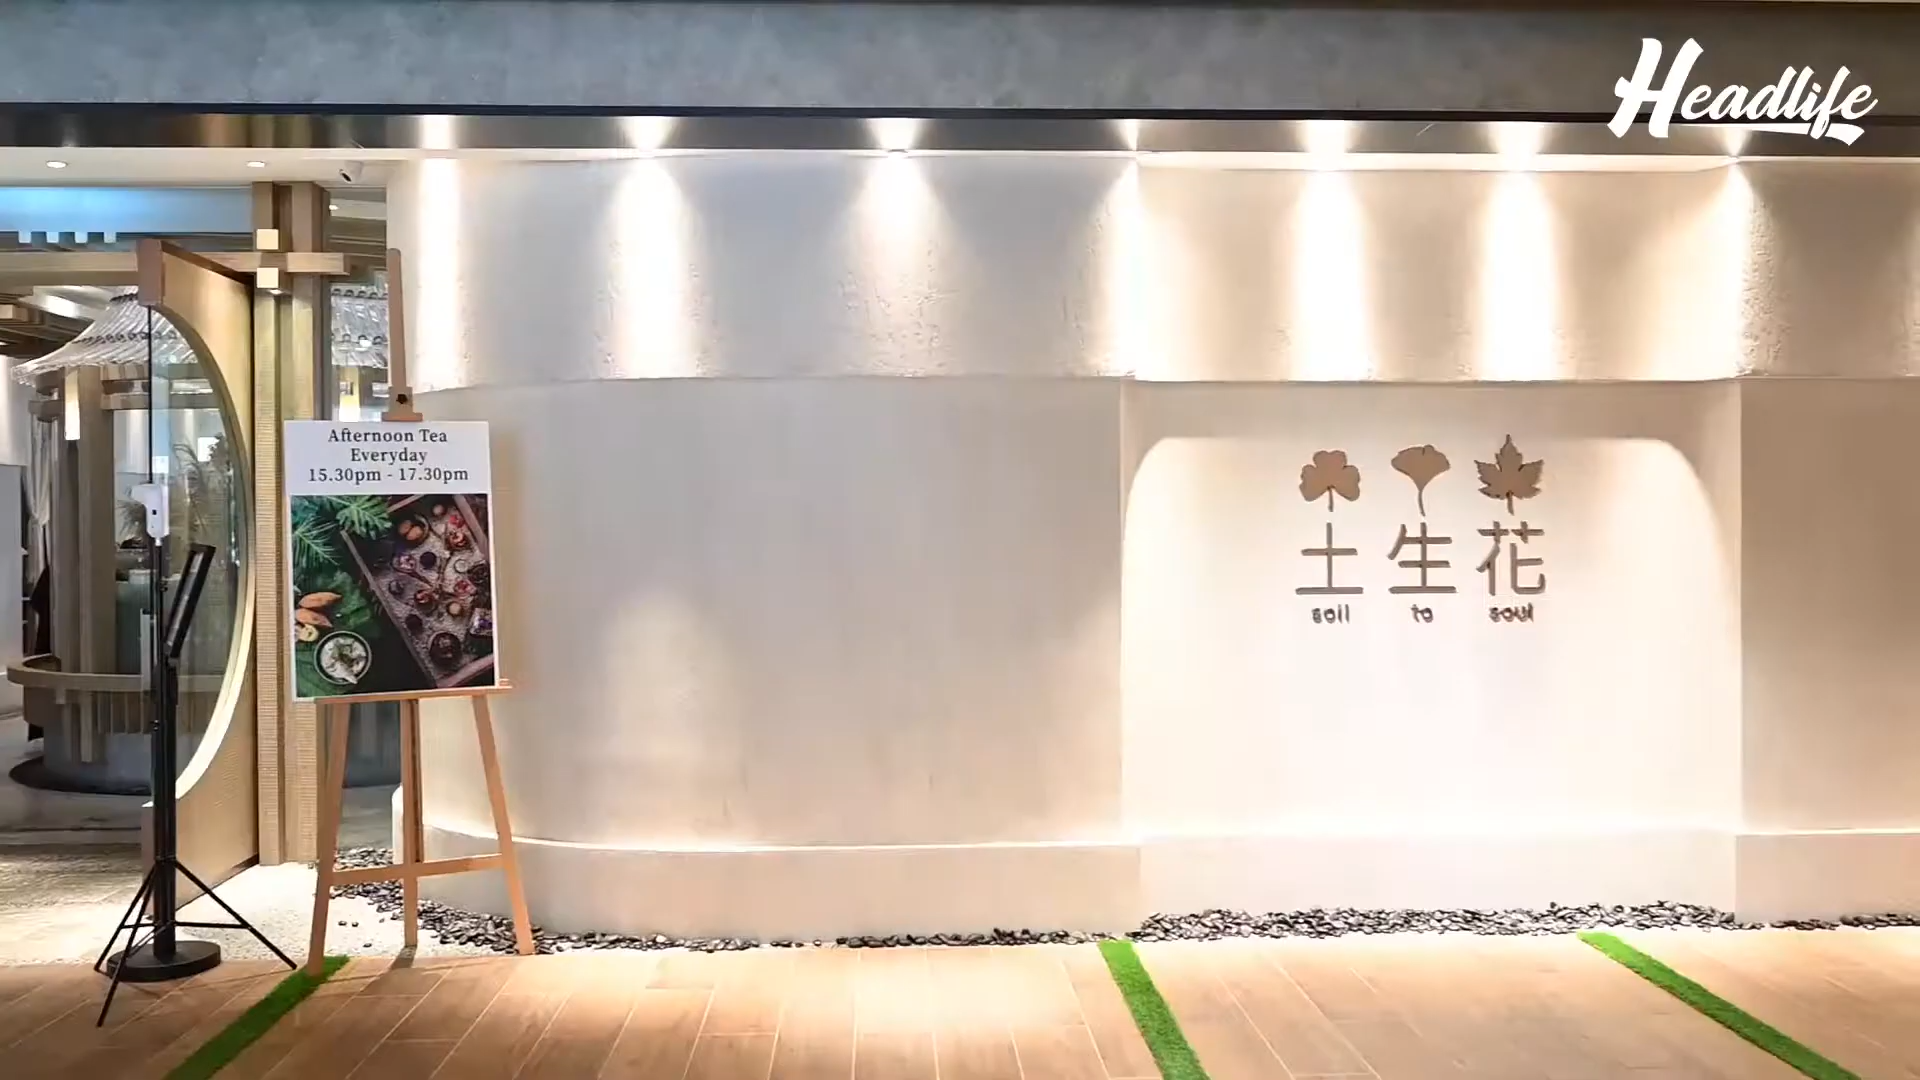 Headlife
Afternoon Tea
Everyday
15.30pm - 17.30pm
土生花
soil to soul